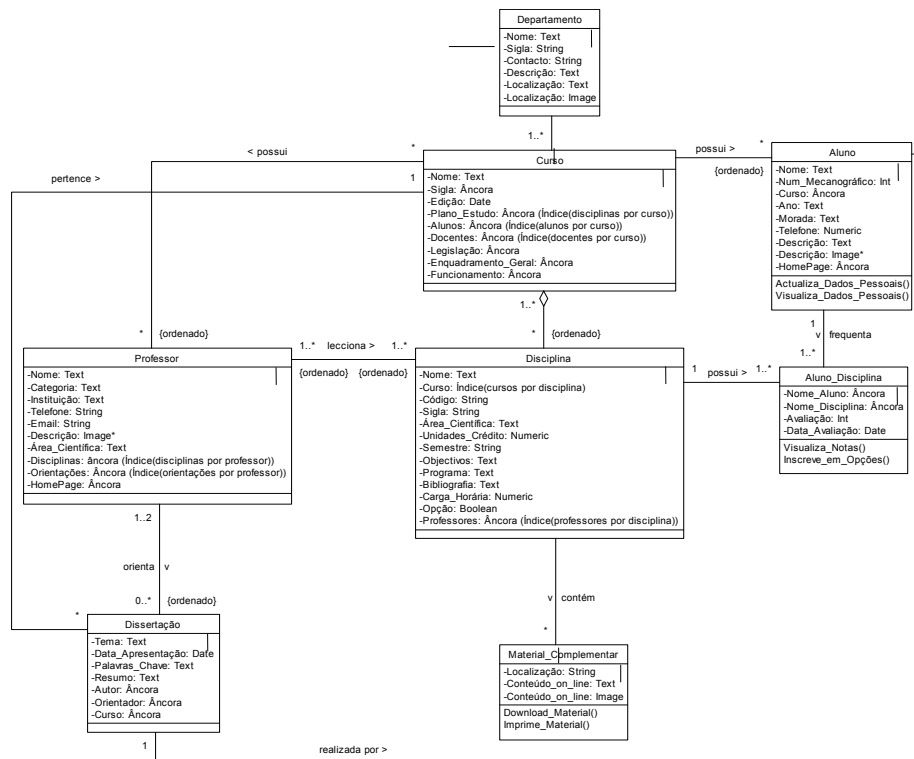 Departamento
-Nome: Text
-Sigla: String
-Contacto: String
-Descrição: Text
-Localização: Text
-Localização: Image
1..*
< possui
*
possui >
*
{ordenado}
pertence >
1
Curso
-Nome: Text
-Sigla: Âncora
-Edição: Date
-Plano_Estudo: Âncora (Índice(disciplinas por curso))
-Alunos: Âncora (Índice(alunos por curso))
-Docentes: Âncora (Índice(docentes por curso))
-Legislação: Âncora
-Enquadramento_Geral: Âncora
-Funcionamento: Âncora
Aluno
-Nome: Text
-Num_Mecanográfico: Int
-Curso: Âncora
-Ano: Text
-Morada: Text
-Telefone: Numeric
-Descrição: Text
-Descrição: Image*
-HomePage: Âncora
Actualiza_Dados_Pessoais()
Visualiza_Dados_Pessoais()
1..*
* {ordenado}
* {ordenado}
1
v frequenta
1..*
Professor
-Nome: Text
-Categoria: Text
-Instituição: Text
-Telefone: String
-Email: String
-Descrição: Image*
-Área_Científica: Text
-Disciplinas: âncora (Índice(disciplinas por professor))
-Orientações: Âncora (Índice(orientações por professor))
-HomePage: Âncora
1..* lecciona > 1..*
{ordenado} {ordenado}
Disciplina
-Nome: Text
-Curso: Índice(cursos por disciplina)
-Código: String
-Sigla: String
-Área_Científica: Text
-Unidades_Crédito: Numeric
-Semestre: String
-Objectivos: Text
-Programa: Text
-Bibliografia: Text
-Carga_Horária: Numeric
-Opção: Boolean
-Professores: Âncora (Índice(professores por disciplina))
1 possui > 1..*
Aluno_Disciplina
-Nome_Aluno: Âncora
-Nome_Disciplina: Âncora
-Avaliação: Int
-Data_Avaliação: Date
Visualiza_Notas()
Inscreve_em_Opções()
1..2
orienta v
0..* {ordenado}
*
v contém
*
Dissertação
-Tema: Text
-Data_Apresentação: Date
-Palavras_Chave: Text
-Resumo: Text
-Autor: Âncora
-Orientador: Âncora
-Curso: Âncora
Material_Complementar
-Localização: String
-Conteúdo_on_line: Text
-Conteúdo_on_line: Image
Download_Material()
Imprime_Material()
1
realizada por >